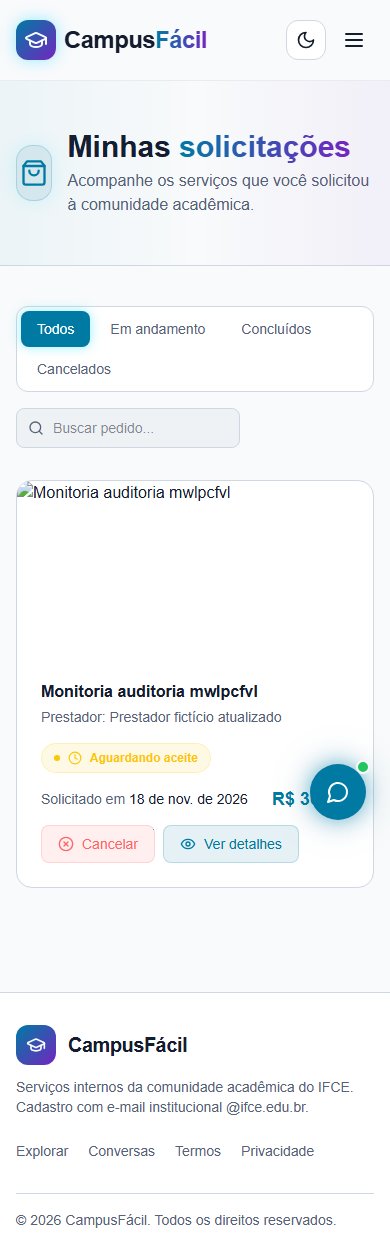 CampusFácil
Minhas solicitações
Acompanhe os serviços que você solicitou
à comunidade acadêmica.
Todos
Em andamento
Concluídos
Cancelados
Buscar pedido...
Monitoria auditoria mwlpcfvl
Monitoria auditoria mwlpcfvl
Prestador: Prestador fictício atualizado
Aguardando aceite
Solicitado em 18 de nov. de 2026
R$
Cancelar
Ver detalhes
CampusFácil
Serviços internos da comunidade acadêmica do IFCE.
Cadastro com e-mail institucional @ifce.edu.br.
Explorar
Conversas
Termos
Privacidade
© 2026 CampusFácil. Todos os direitos reservados.